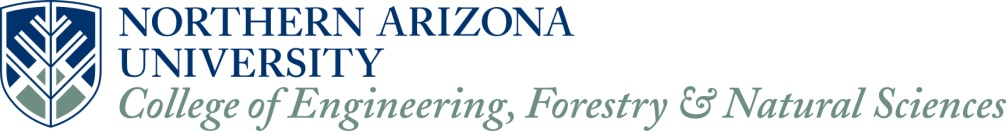 NORTHERN ARIZONA
UNIVERSITY
College of Engineering, Forestry & Natural Sciences